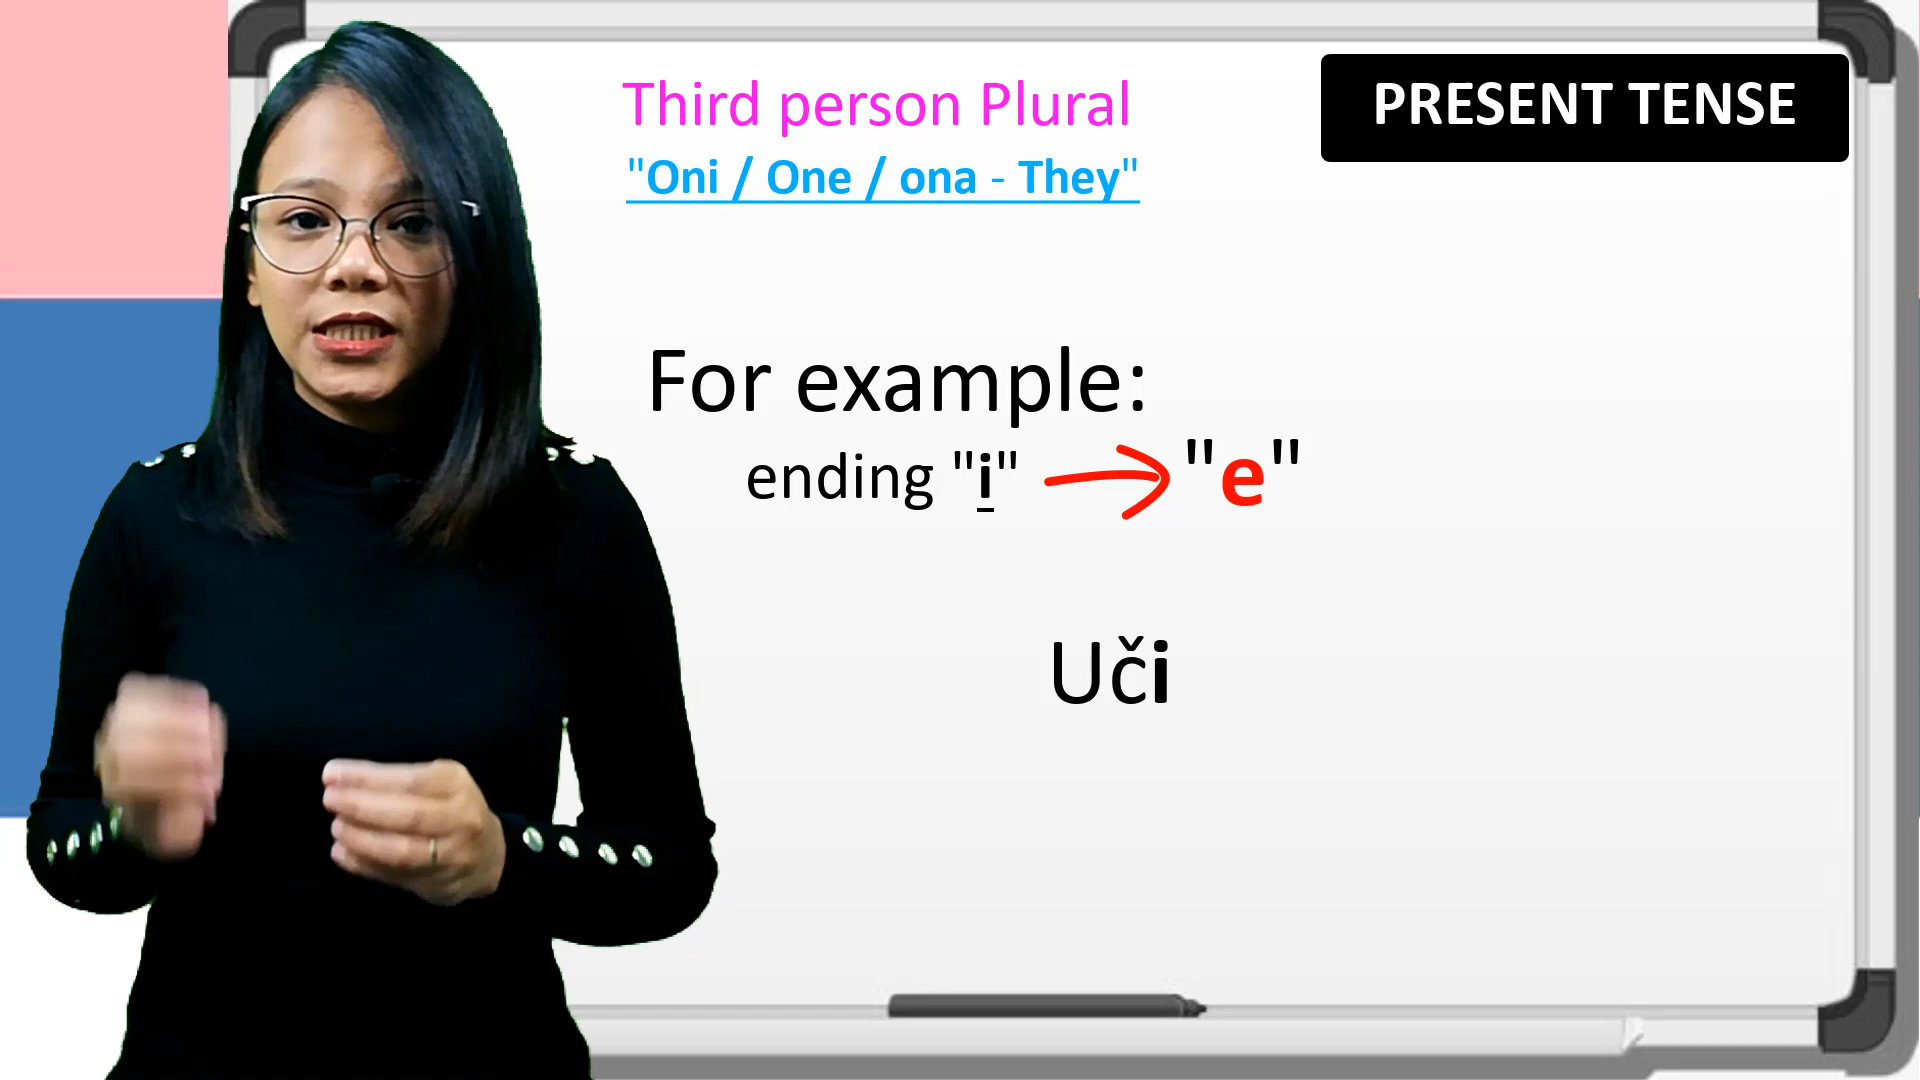 Third person Plural
PRESENT TENSE
"Oni / One / ona - They"
For example:
ending "i" → "e"
Uči